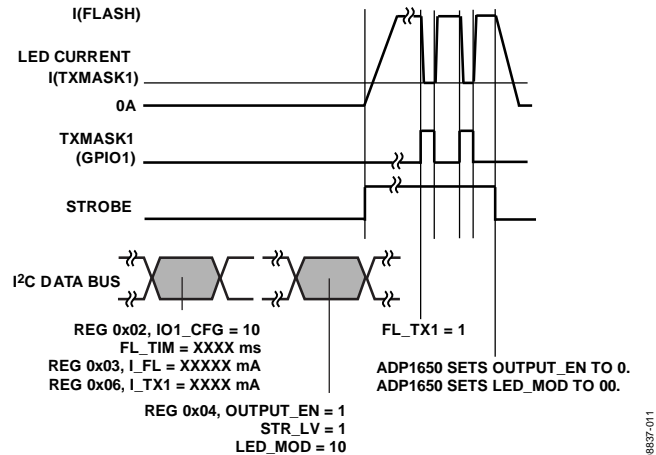 I(FLASH)
LED CURRENT
I(TXMASK1)
0A
TXMASK1
(GPIO1)
STROBE
I2C DATA BUS
REG 0x02, IO1_CFG = 10
FL_TIM = XXXX ms
REG 0x03, I_FL = XXXXX mA
REG 0x06, I_TX1 = XXXX mA
REG 0x04, OUTPUT_EN = 1
STR_LV = 1
LED_MOD = 10
FL_TX1 = 1
ADP1650 SETS OUTPUT_EN TO 0.
ADP1650 SETS LED_MOD TO 00.
8837-011